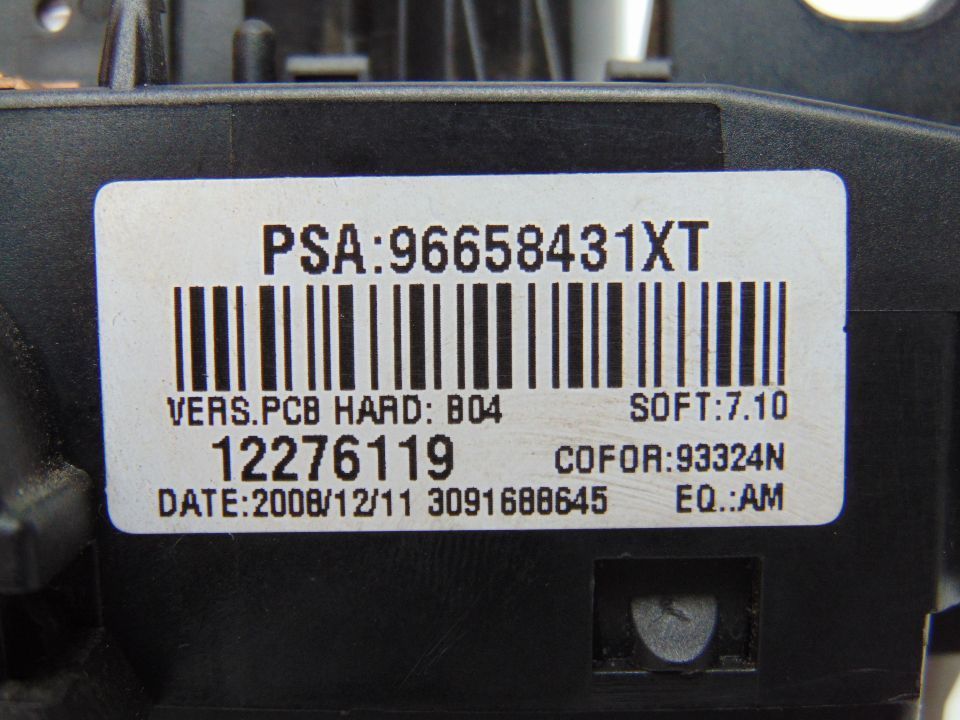 PSA:96658431XT
VERS.PCB HARD: B04 SOFT:7.10
12276119 COFOR:93324N
DATE:2008/12/11 3091688645 EQ.:AM